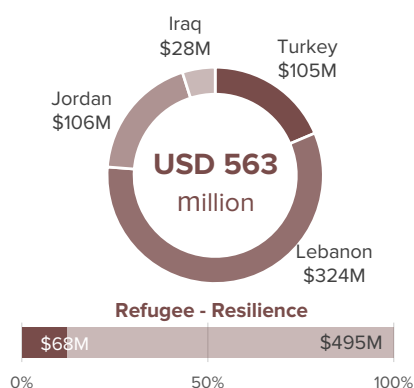 Iraq
$28M
Turkey
$105M
Jordan
$106M
USD 563
million
Lebanon
$324M
Refugee - Resilience
$68M
$495M
0%
50%
100%